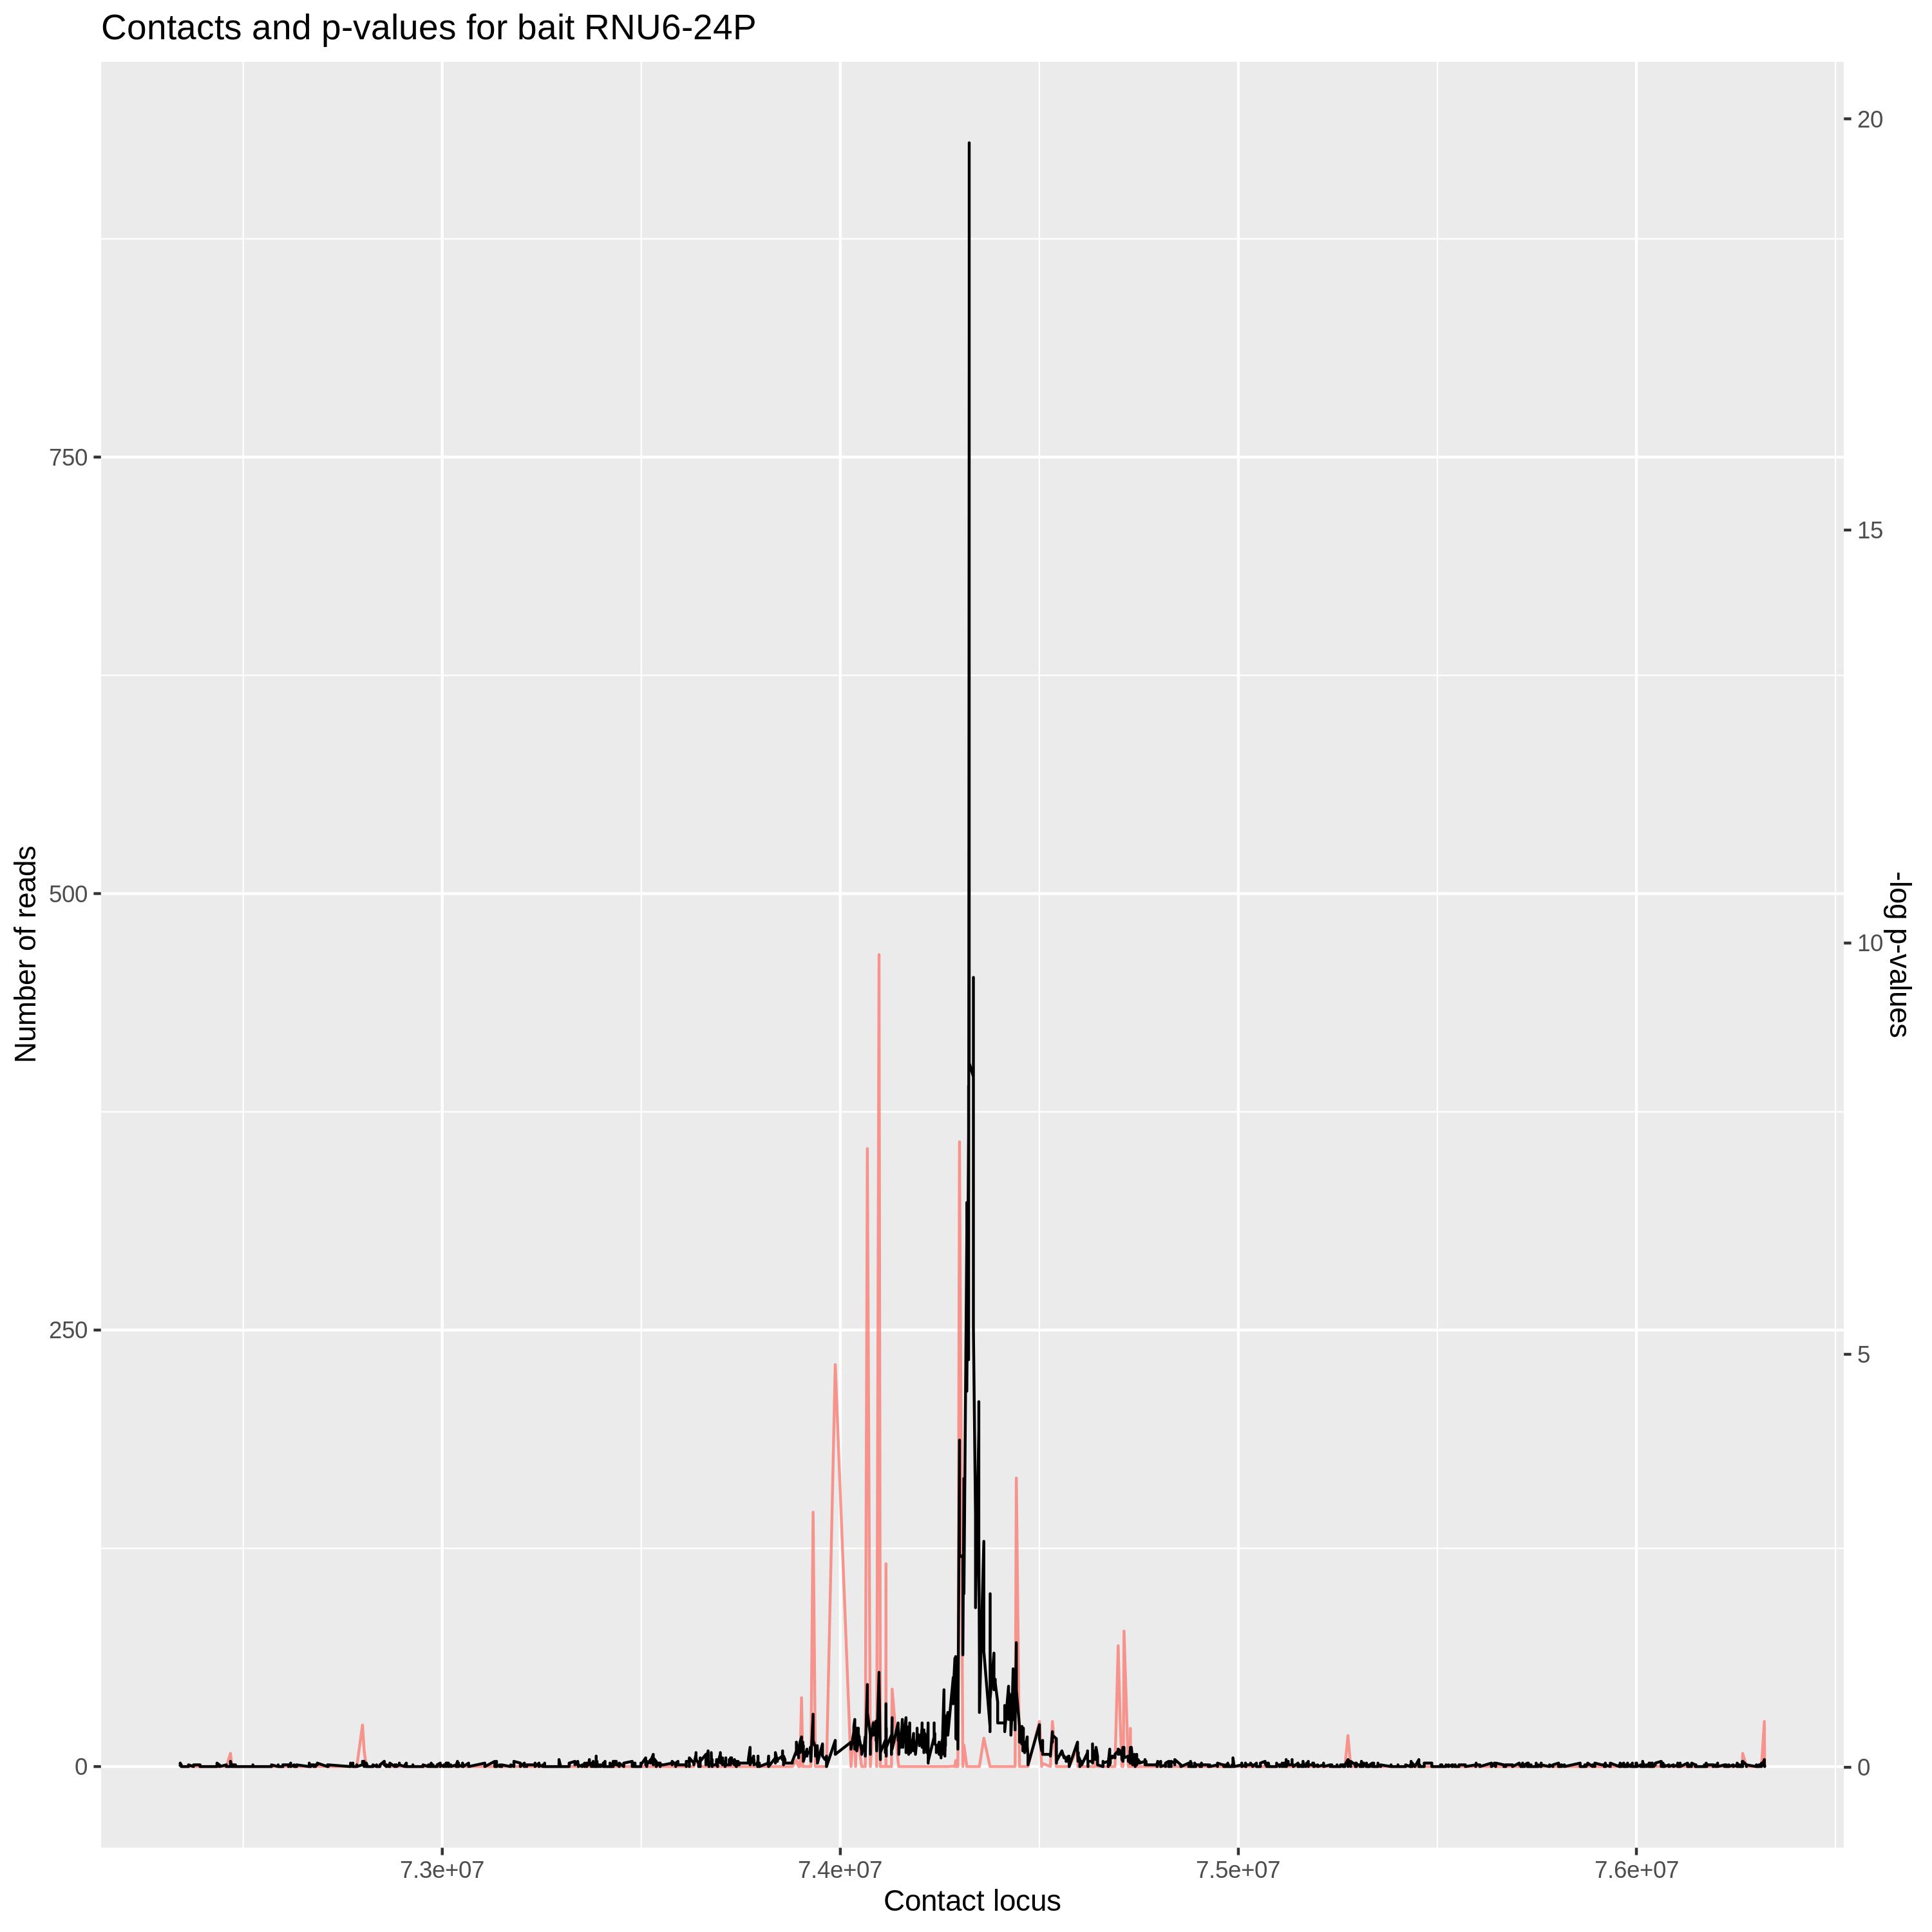 Contacts and p-values for bait RNU6-24P
20
15
10
5
0
750
500
250
0
Number of reads
-log p-values
7.3e+07
7.4e+07
7.5e+07
7.6e+07
Contact locus